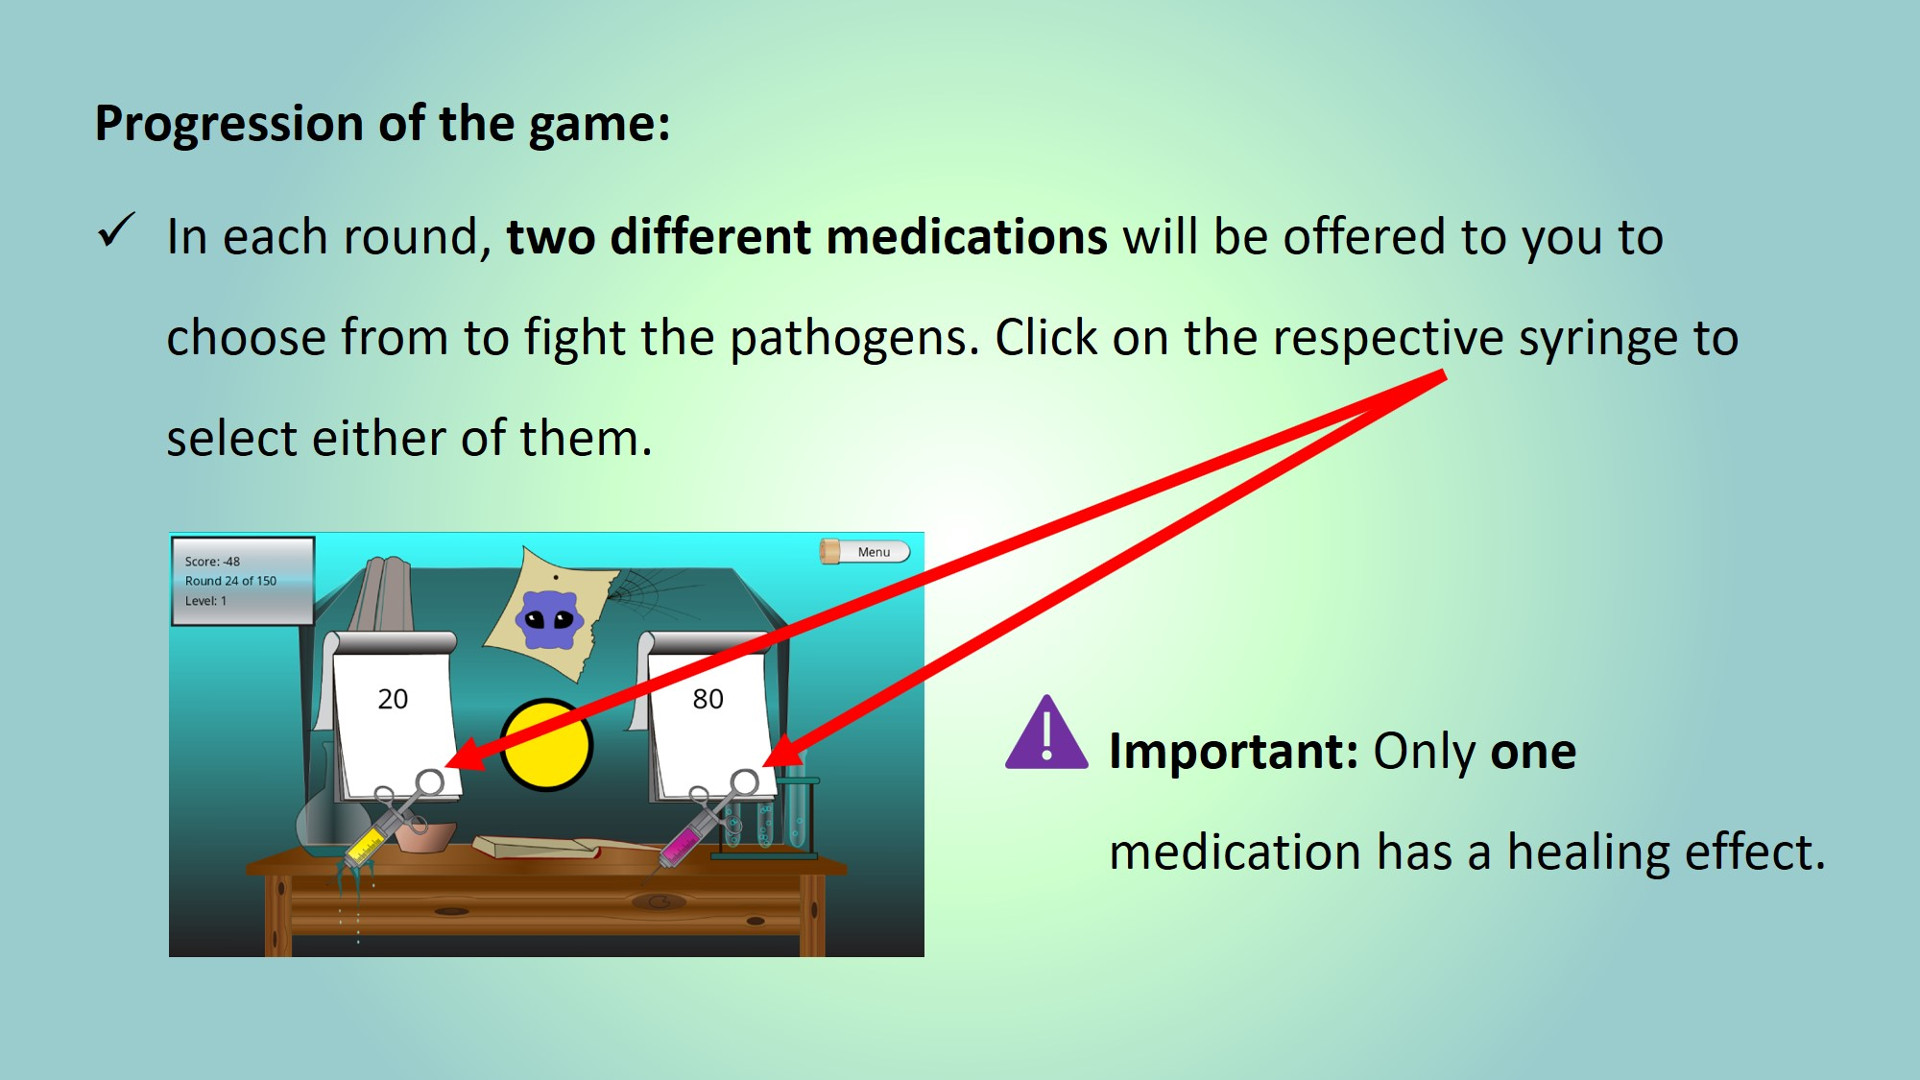 Progression of the game:
✓ In each round, two different medications will be offered to you to
choose from to fight the pathogens. Click on the respective syringe to
select either of them.
Score: -48
Round 24 of 150
Level: 1
Menu
20
80
Important: Only one
medication has a healing effect.